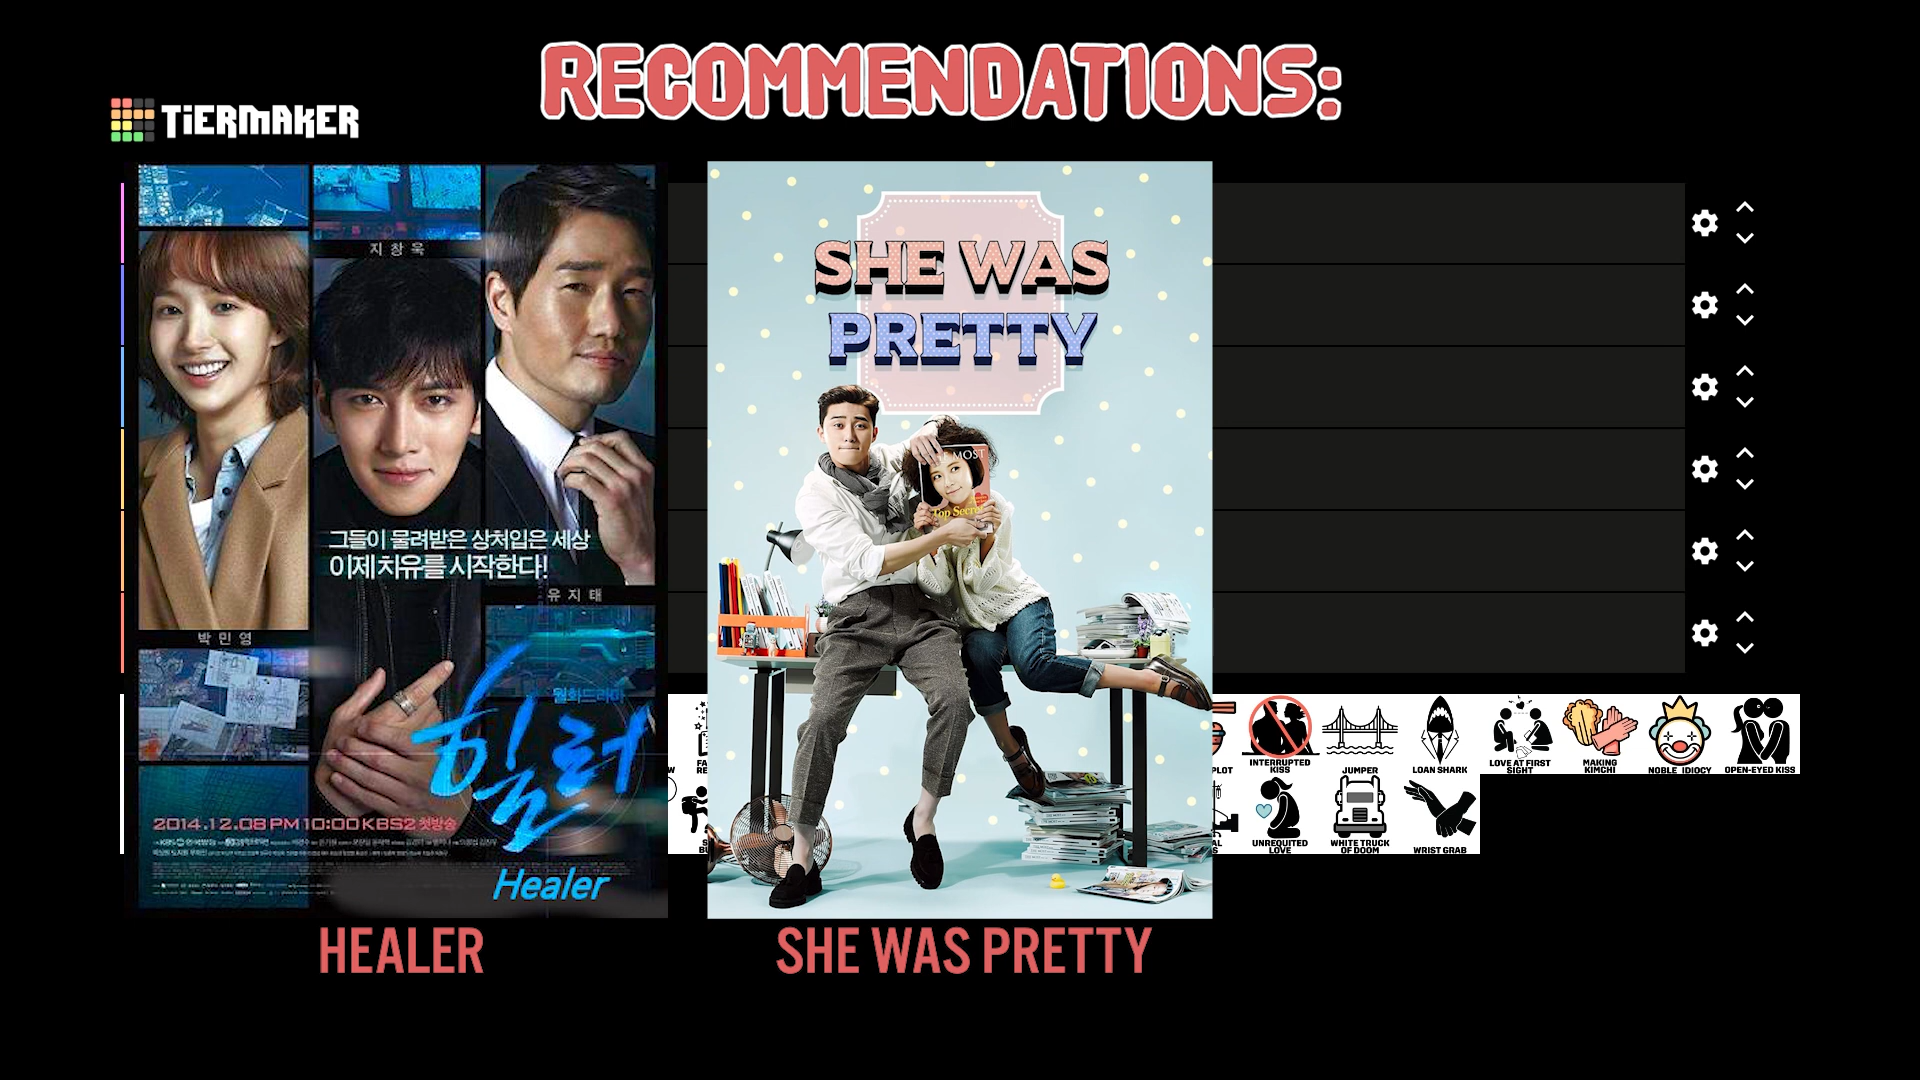 RECOMMENDATIONS:
TiERMAKER
지창욱
그들이 물려받은 상처입은 세상
이제 치유를 시작한다!
유지태
박민영
월화드라마
힐러
2014.12.08 PM 10:00 KBS2 첫방송
Healer
SHE WAS
PRETTY
MOST
Top Secret
INTERRUPTED
KISS
JUMPER
LOAN SHARK
LOVE AT FIRST
SIGHT
MAKING
KIMCHI
NOBLE IDIOCY
OPEN-EYED KISS
UNREQUITED
LOVE
WHITE TRUCK
OF DOOM
WRIST GRAB
HEALER
SHE WAS PRETTY